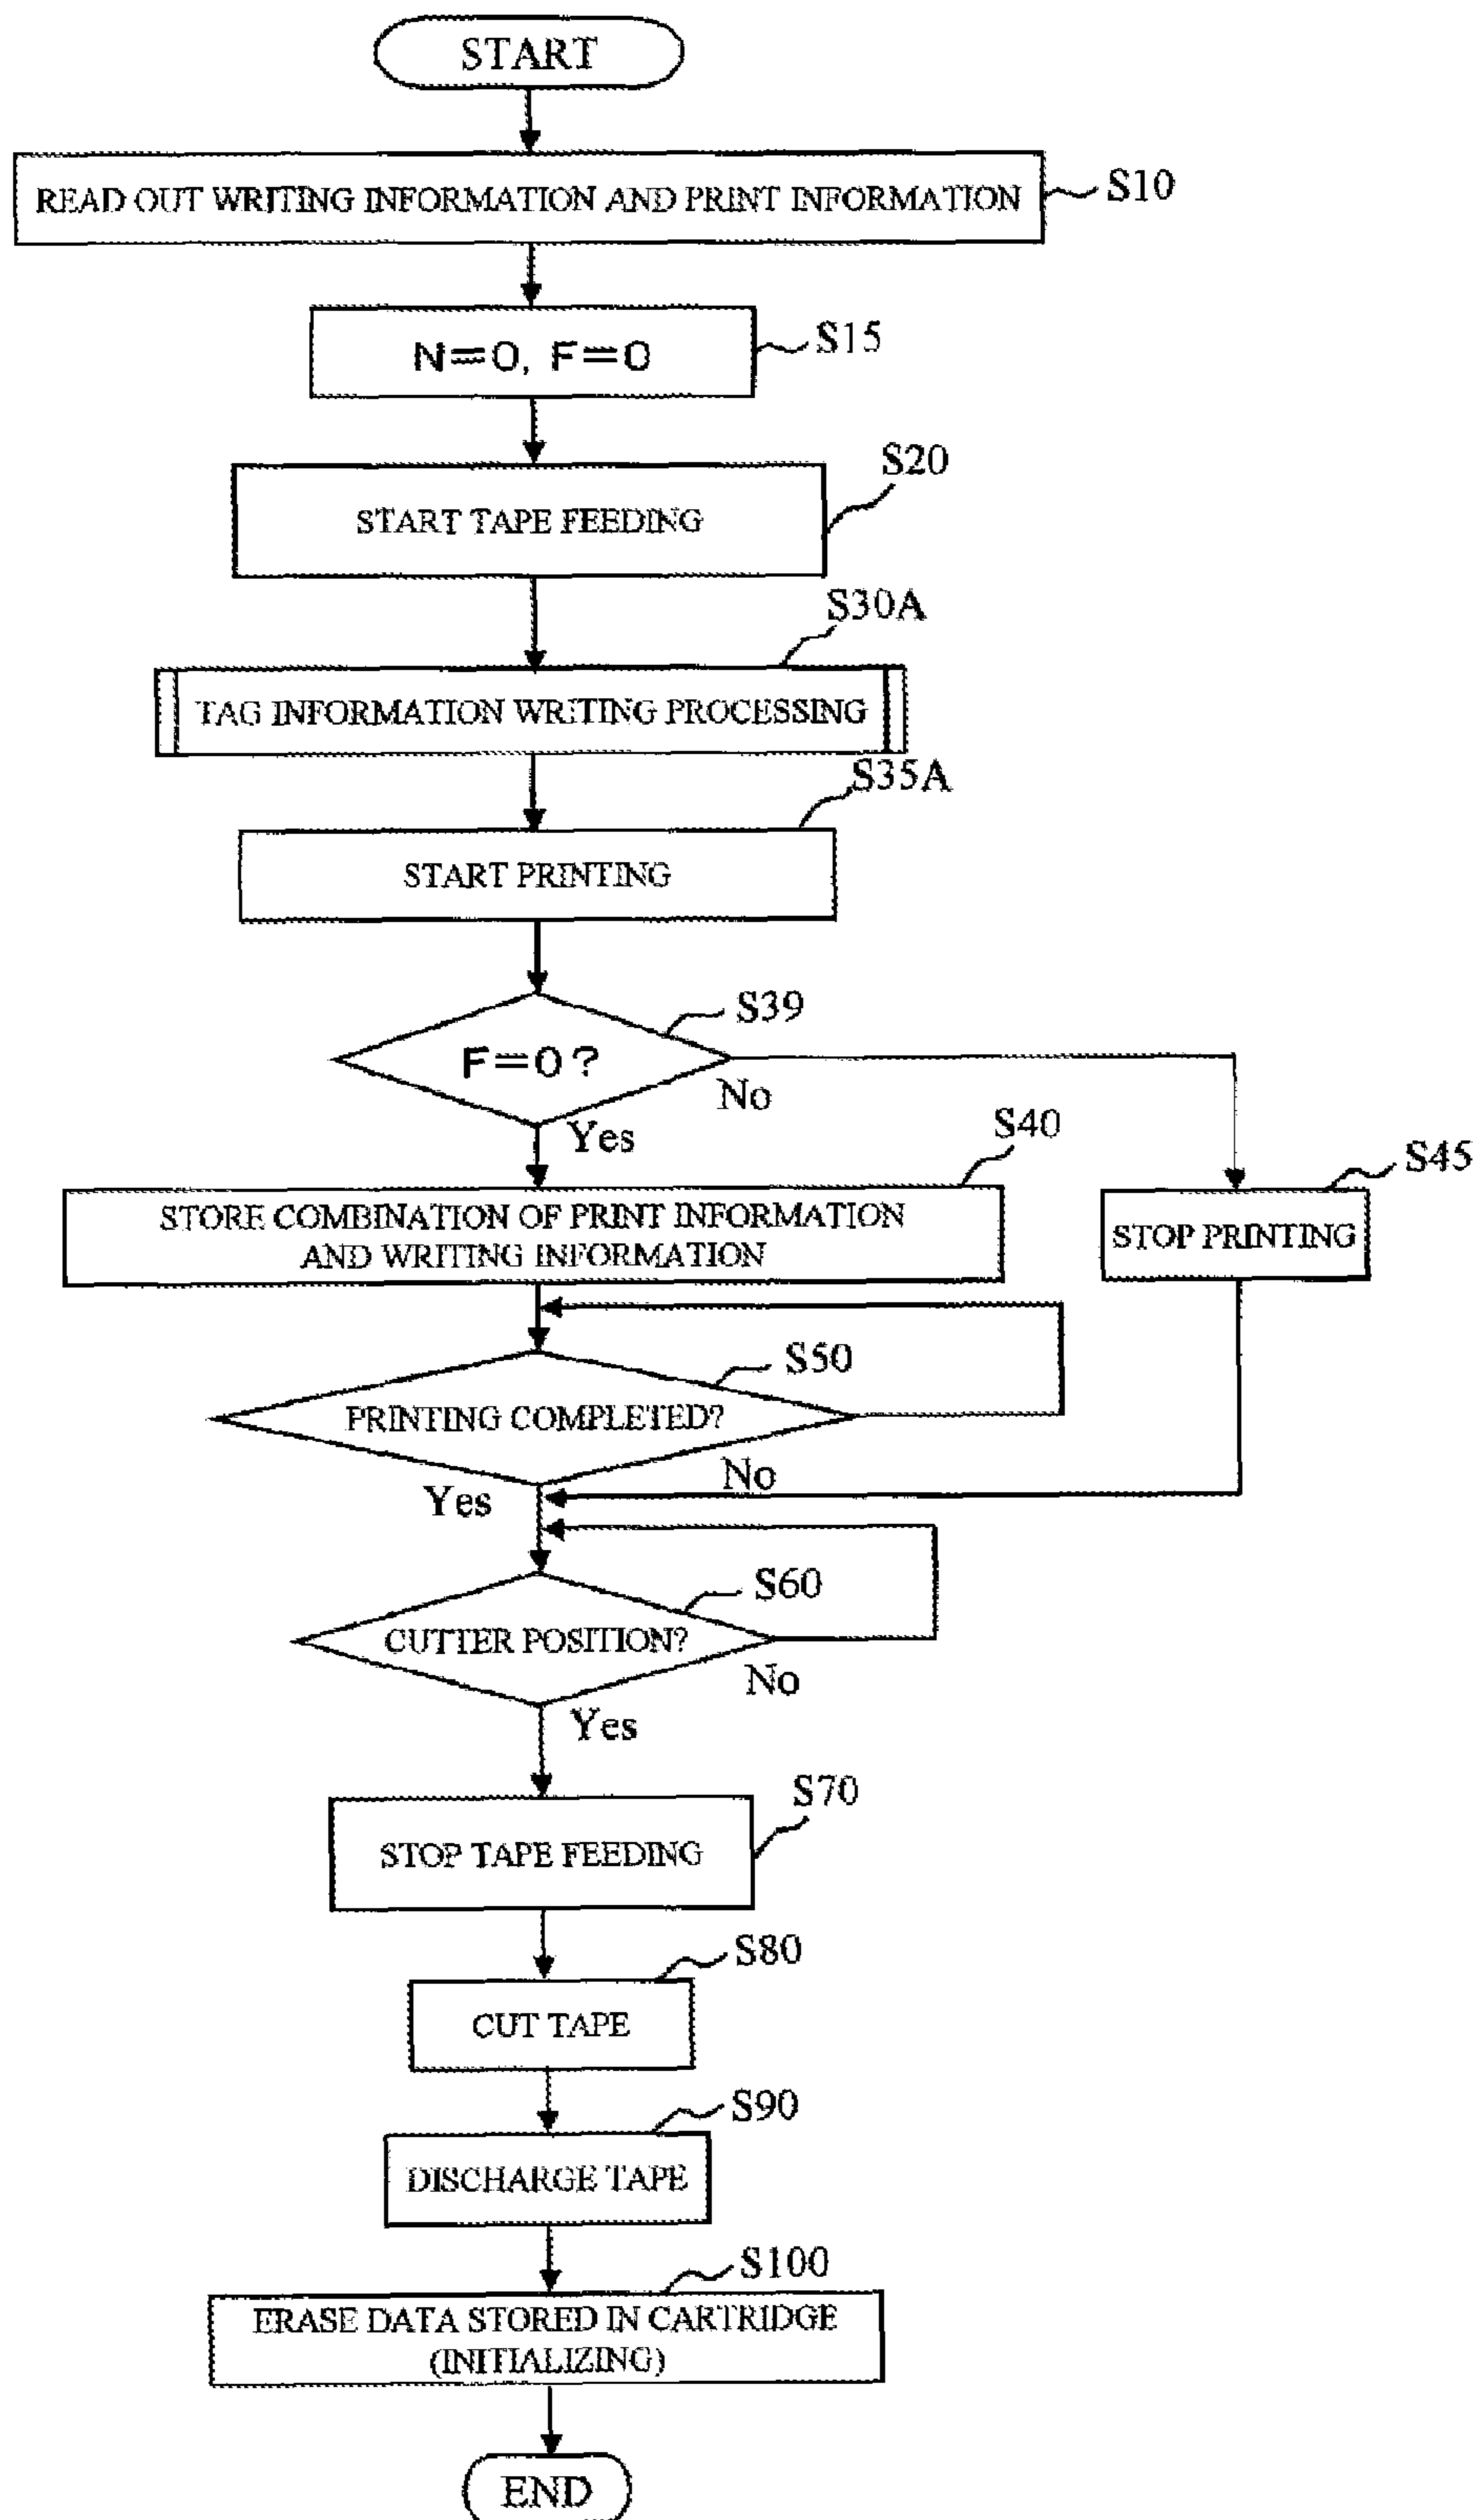 START
READ OUT WRITING INFORMATION AND PRINT INFORMATION
S10
N=0, F=0
S15
S20
START TAPE FEEDING
S30A
TAG INFORMATION WRITING PROCESSING
S35A
START PRINTING
S39
F=0?
No
Yes
S40
S45
STORE COMBINATION OF PRINT INFORMATION
AND WRITING INFORMATION
STOP PRINTING
S50
PRINTING COMPLETED?
No
Yes
S60
CUTTER POSITION?
No
Yes
S70
STOP TAPE FEEDING
S80
CUT TAPE
S90
DISCHARGE TAPE
S100
ERASE DATA STORED IN CARTRIDGE
(INITIALIZING)
END